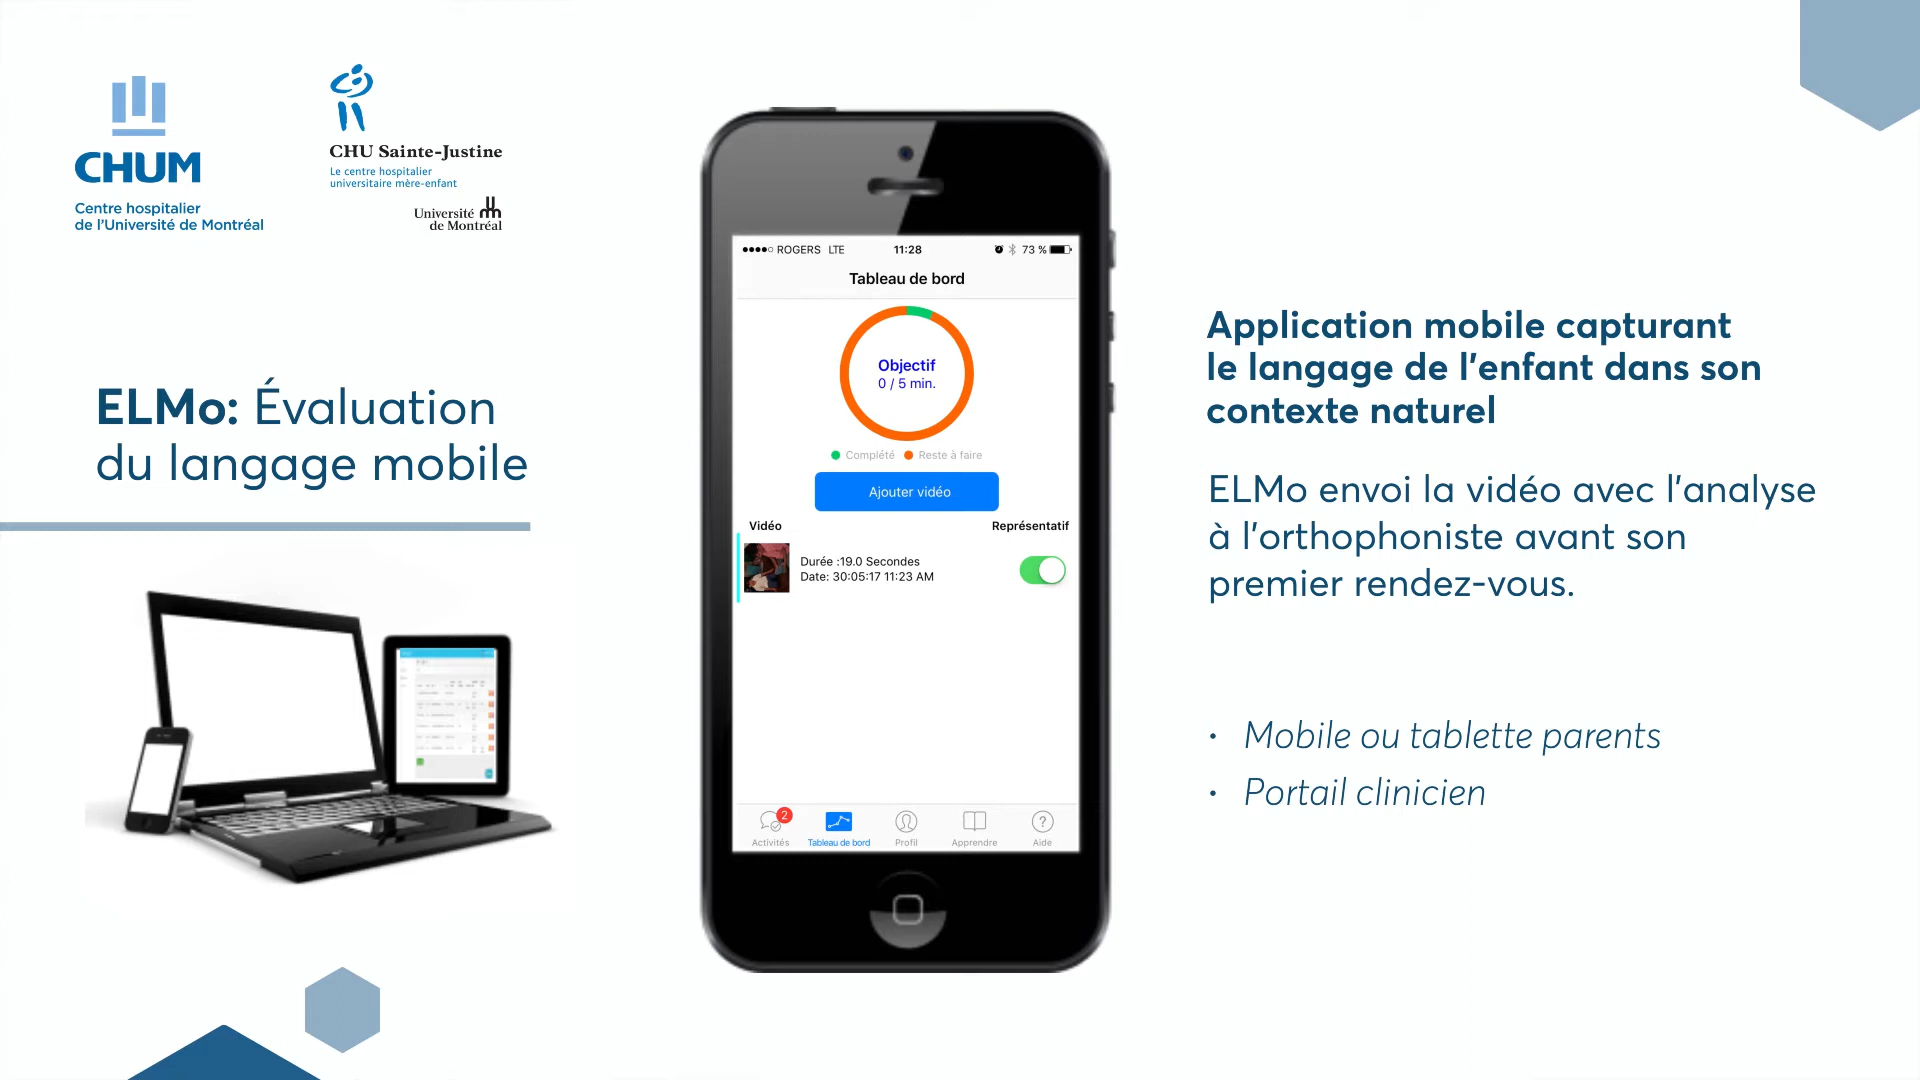 CHUM
Centre hospitalier
de l'Université de Montréal
CHU Sainte-Justine
Le centre hospitalier
universitaire mère-enfant
Université
de Montréal
ELMo: Évaluation
du langage mobile
ROGERS LTE 11:28 73 %
Tableau de bord
Objectif
0 / 5 min.
Complété Reste à faire
Ajouter vidéo
Vidéo Représentatif
Durée :19.0 Secondes
Date: 30:05:17 11:23 AM
2
Activités Tableau de bord Profil Apprendre Aide
Application mobile capturant
le langage de l'enfant dans son
contexte naturel
ELMo envoi la vidéo avec l'analyse
à l'orthophoniste avant son
premier rendez-vous.
• Mobile ou tablette parents
• Portail clinicien